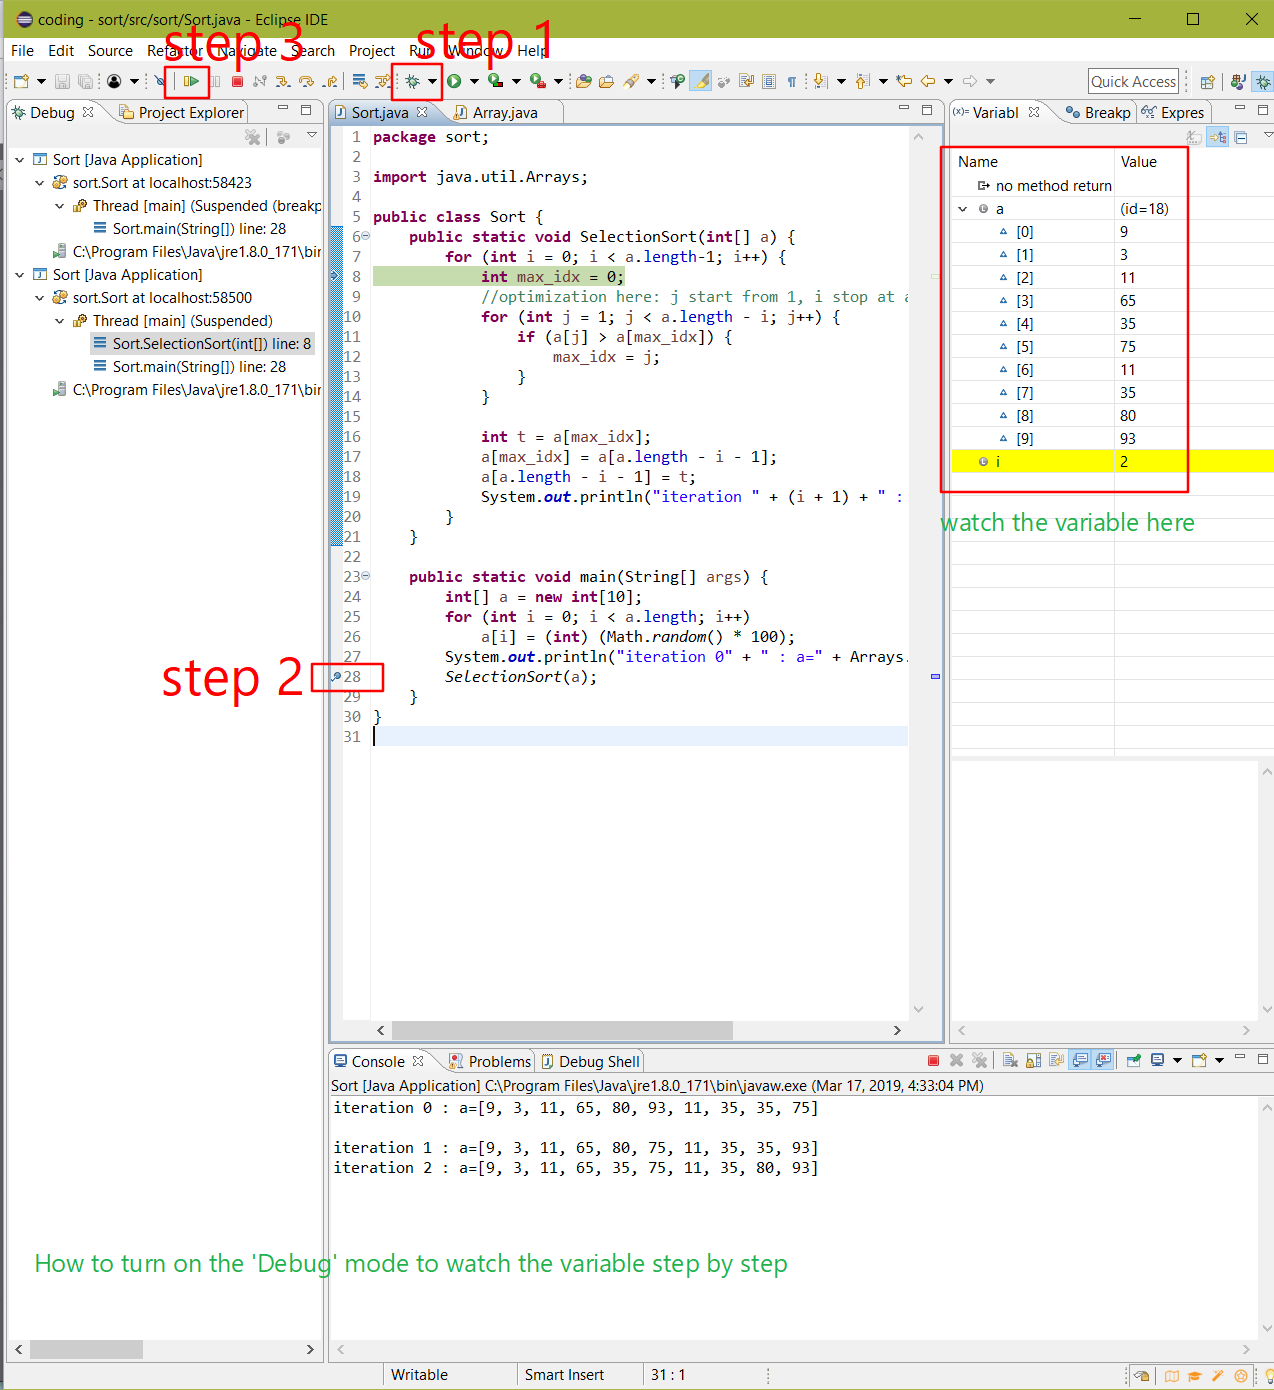 coding - sort/src/sort/Sort.java - Eclipse IDE
File Edit Source Refactor Navigate Search Project Run Window Help
step 3
step 1
Quick Access
Debug
Project Explorer
Sort [Java Application]
sort.Sort at localhost:58423
Thread [main] (Suspended (breakp
Sort.main(String[]) line: 28
C:\Program Files\Java\jre1.8.0_171\bin
Sort [Java Application]
sort.Sort at localhost:58500
Thread [main] (Suspended)
Sort.SelectionSort(int[]) line: 8
Sort.main(String[]) line: 28
C:\Program Files\Java\jre1.8.0_171\bin
step 2
Sort.java
Array.java
1 package sort;
2
3 import java.util.Arrays;
4
5 public class Sort {
6 public static void SelectionSort(int[] a) {
7 for (int i = 0; i < a.length-1; i++) {
8 int max_idx = 0;
9 //optimization here: j start from 1, i stop at a
10 for (int j = 1; j < a.length - i; j++) {
11 if (a[j] > a[max_idx]) {
12 max_idx = j;
13 }
14 }
15
16 int t = a[max_idx];
17 a[max_idx] = a[a.length - i - 1];
18 a[a.length - i - 1] = t;
19 System.out.println("iteration " + (i + 1) + " :
20 }
21 }
22
23 public static void main(String[] args) {
24 int[] a = new int[10];
25 for (int i = 0; i < a.length; i++)
26 a[i] = (int) (Math.random() * 100);
27 System.out.println("iteration 0" + " : a=" + Arrays.
28 SelectionSort(a);
29 }
30 }
31
Variabl
Breakp
Expres
Name Value
no method return
a (id=18)
[0] 9
[1] 3
[2] 11
[3] 65
[4] 35
[5] 75
[6] 11
[7] 35
[8] 80
[9] 93
i 2
watch the variable here
Console
Problems
Debug Shell
Sort [Java Application] C:\Program Files\Java\jre1.8.0_171\bin\javaw.exe (Mar 17, 2019, 4:33:04 PM)
iteration 0 : a=[9, 3, 11, 65, 80, 93, 11, 35, 35, 75]
iteration 1 : a=[9, 3, 11, 65, 80, 75, 11, 35, 35, 93]
iteration 2 : a=[9, 3, 11, 65, 35, 75, 11, 35, 80, 93]
How to turn on the 'Debug' mode to watch the variable step by step
Writable
Smart Insert
31 : 1